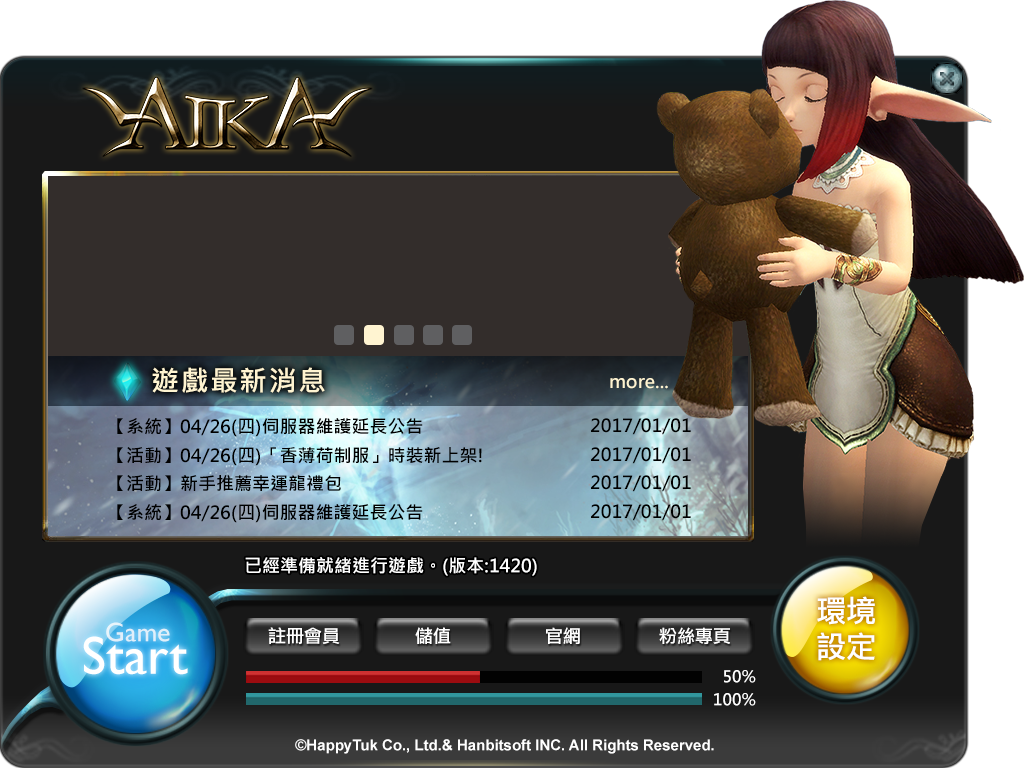 AIKA
遊戲最新消息
more...
【系統】04/26(四)伺服器維護延長公告 2017/01/01
【活動】04/26(四)「香薄荷制服」時裝新上架! 2017/01/01
【活動】新手推薦幸運龍禮包 2017/01/01
【系統】04/26(四)伺服器維護延長公告 2017/01/01
已經準備就緒進行遊戲。(版本:1420)
Game
Start
註冊會員
儲值
官網
粉絲專頁
環境
設定
50%
100%
©HappyTuk Co., Ltd.& Hanbitsoft INC. All Rights Reserved.